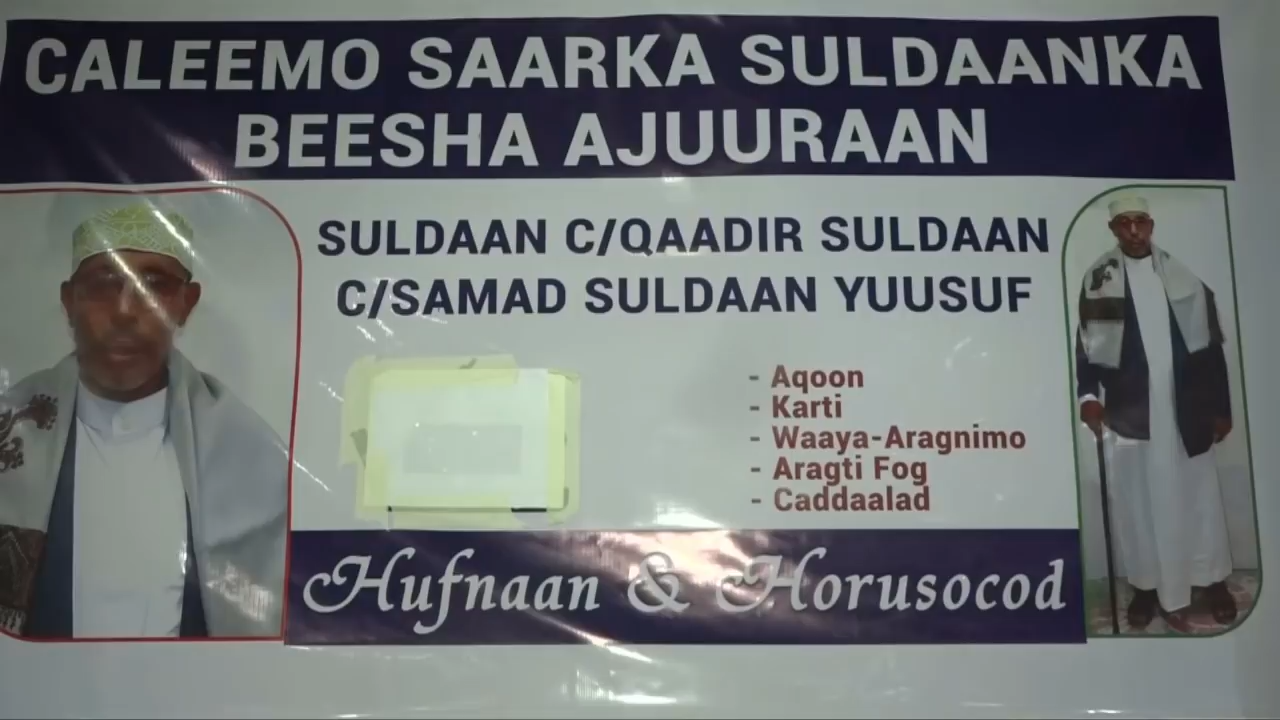 CALEEMO SAARKA SULDAANKA
BEESHA AJUURAAN
SULDAAN C/QAADIR SULDAAN
C/SAMAD SULDAAN YUUSUF
- Aqoon
- Karti
- Waaya-Aragnimo
- Aragti Fog
- Caddaalad
Hufnaan & Horusocod